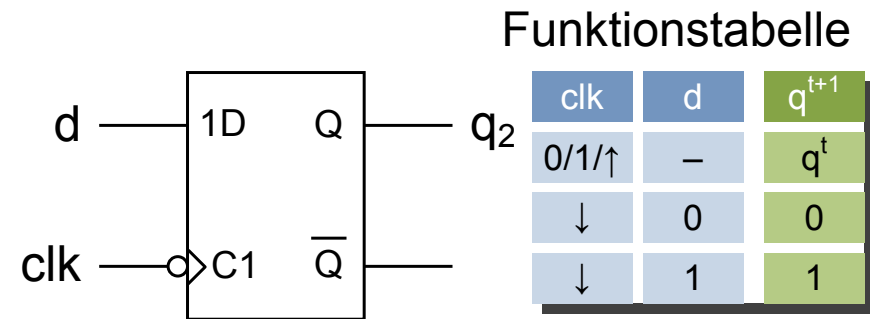 Funktionstabelle
d 1D Q q₂
clk C1 Q̅
clk d qᵗ⁺¹
0/1/↑ – qᵗ
↓ 0 0
↓ 1 1